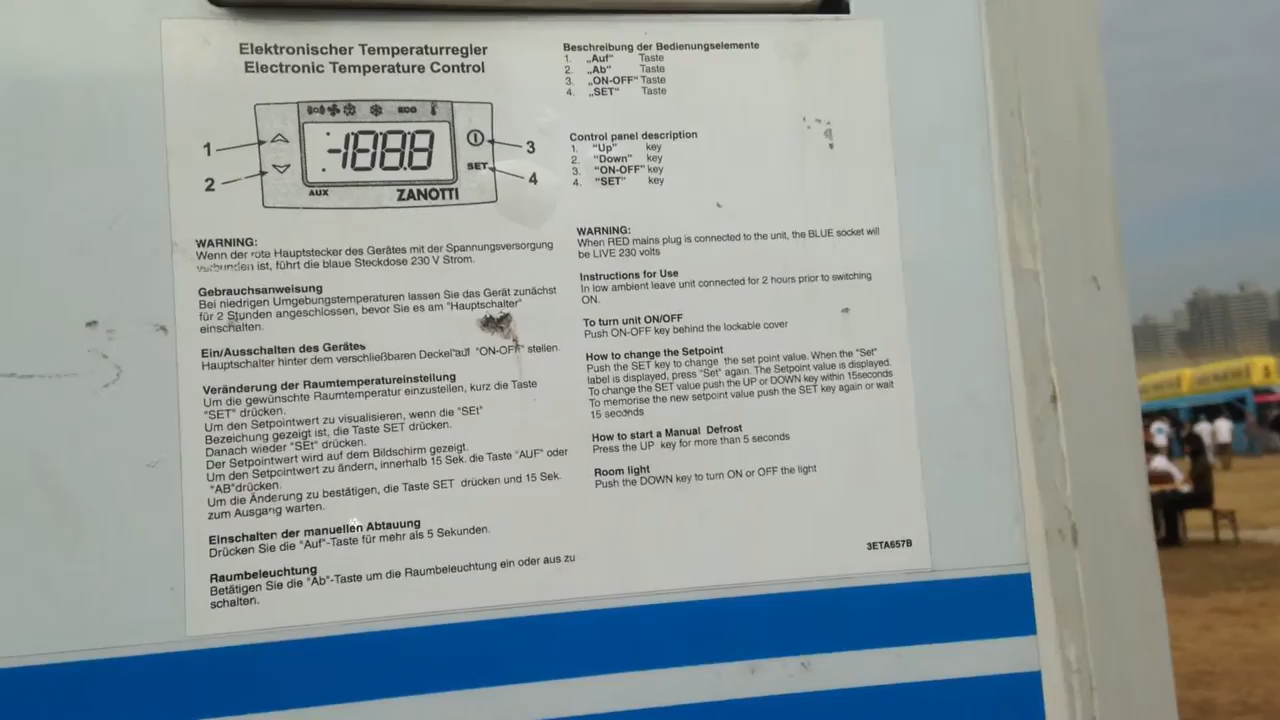 Elektronischer Temperaturregler
Electronic Temperature Control
1
2
-188.8
3
SET
4
ECO
AUX
ZANOTTI
WARNING:
Wenn der rote Hauptstecker des Gerätes mit der Spannungsversorgung
verbunden ist, führt die blaue Steckdose 230 V Strom.
Gebrauchsanweisung
Bei niedrigen Umgebungstemperaturen lassen Sie das Gerät zunächst
für 2 Stunden angeschlossen, bevor Sie es am "Hauptschalter"
einschalten.
Ein/Ausschalten des Gerätes
Hauptschalter hinter dem verschließbaren Deckel auf "ON-OFF" stellen.
Veränderung der Raumtemperatureinstellung
Um die gewünschte Raumtemperatur einzustellen, kurz die Taste
"SET" drücken.
Um den Setpointwert zu visualisieren, wenn die "SEt"
Bezeichung gezeigt ist, die Taste SET drücken.
Danach wieder "SEt" drücken.
Der Setpointwert wird auf dem Bildschirm gezeigt.
Um den Setpointwert zu ändern, innerhalb 15 Sek. die Taste "AUF" oder
"AB"drücken.
Um die Änderung zu bestätigen, die Taste SET drücken und 15 Sek.
zum Ausgang warten.
Einschalten der manuellen Abtauung
Drücken Sie die "Auf"-Taste für mehr als 5 Sekunden.
Raumbeleuchtung
Betätigen Sie die "Ab"-Taste um die Raumbeleuchtung ein oder aus zu
schalten.
Beschreibung der Bedienungselemente
1. „Auf" Taste
2. „Ab" Taste
3. „ON-OFF" Taste
4. „SET" Taste
Control panel description
1. "Up" key
2. "Down" key
3. "ON-OFF" key
4. "SET" key
WARNING:
When RED mains plug is connected to the unit, the BLUE socket will
be LIVE 230 volts
Instructions for Use
In low ambient leave unit connected for 2 hours prior to switching
ON.
To turn unit ON/OFF
Push ON-OFF key behind the lockable cover
How to change the Setpoint
Push the SET key to change the set point value. When the "Set"
label is displayed, press "Set" again. The Setpoint value is displayed.
To change the SET value push the UP or DOWN key within 15seconds
To memorise the new setpoint value push the SET key again or wait
15 seconds
How to start a Manual Defrost
Press the UP key for more than 5 seconds
Room light
Push the DOWN key to turn ON or OFF the light
3ETA657B